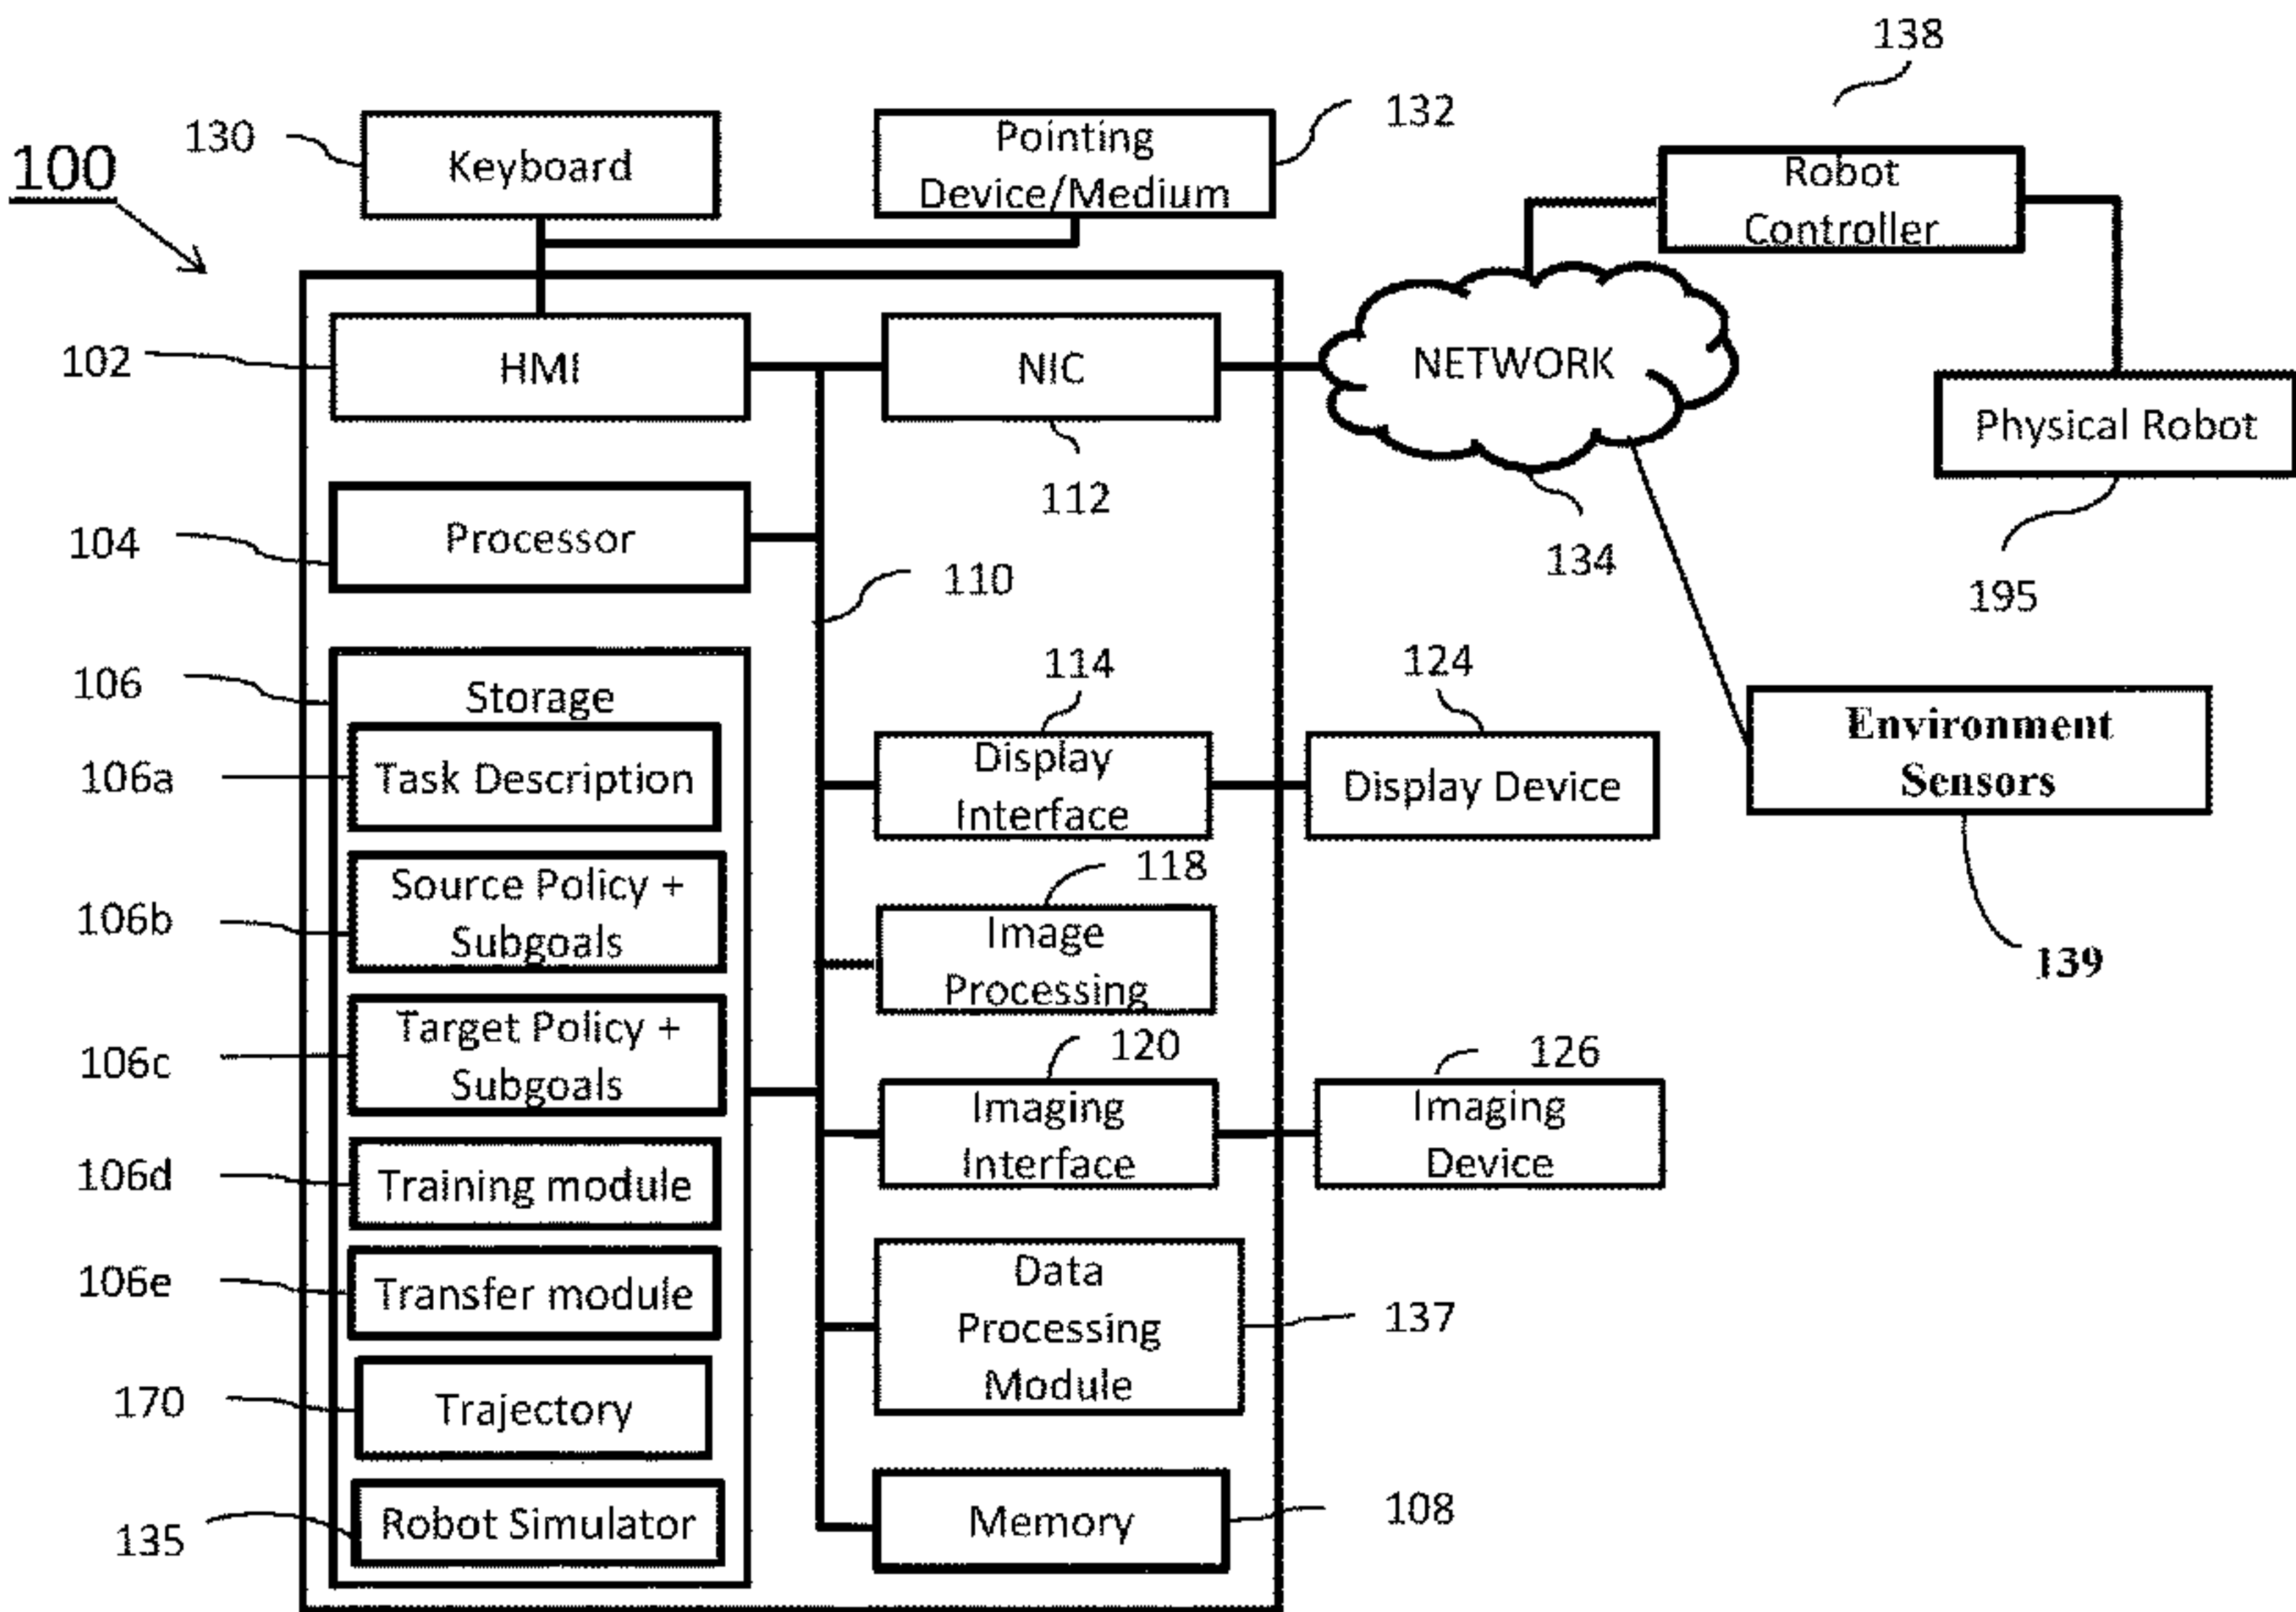 138
130
Keyboard
Pointing
Device/Medium
132
100
Robot
Controller
102
HMI
NIC
NETWORK
112
Physical Robot
104
Processor
110
134
195
106
Storage
114
124
106a
Task Description
Display
Interface
Display Device
Environment
Sensors
106b
Source Policy +
Subgoals
118
Image
Processing
139
106c
Target Policy +
Subgoals
120
126
Imaging
Interface
Imaging
Device
106d
Training module
106e
Transfer module
Data
Processing
Module
137
170
Trajectory
135
Robot Simulator
Memory
108